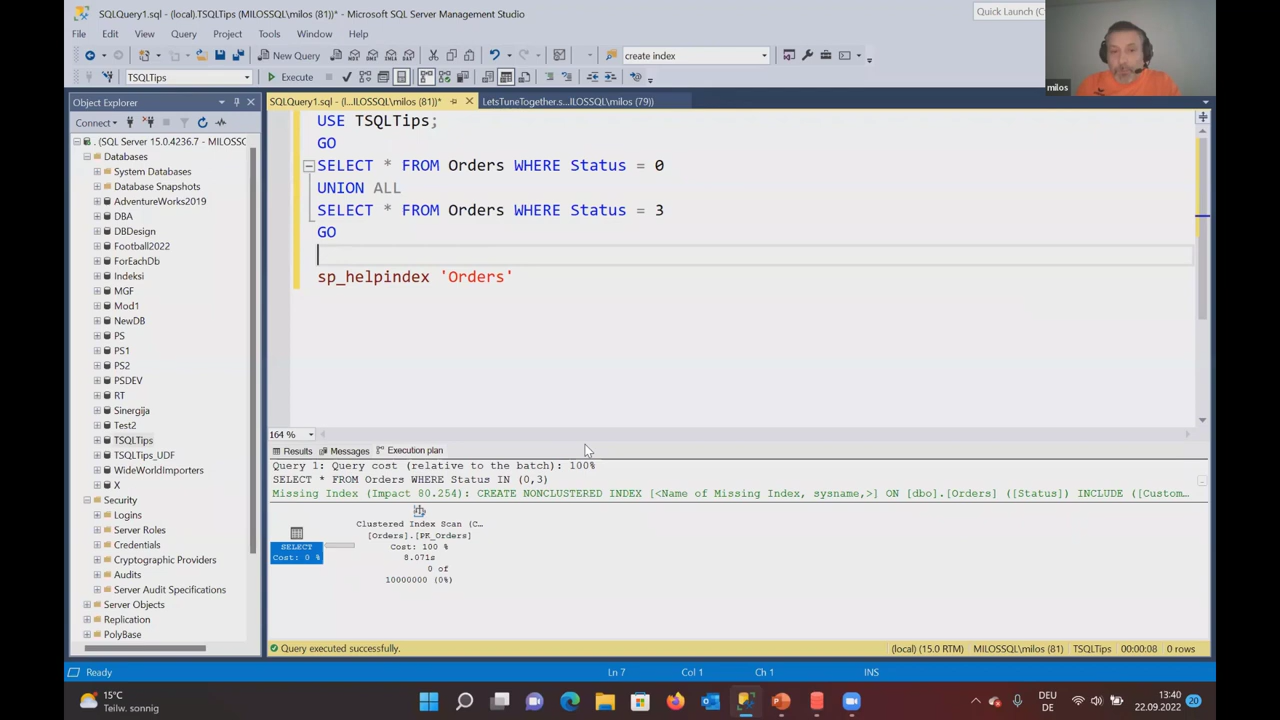 SQLQuery1.sql - (local).TSQLTips (MILOSSQL\milos (81))* - Microsoft SQL Server Management Studio
Quick Launch (C
File Edit View Query Project Tools Window Help
New Query
create index
TSQLTips
Execute
milos
Object Explorer
SQLQuery1.sql - (l...ILOSSQL\milos (81))*
LetsTuneTogether.s...ILOSSQL\milos (79))
Connect
. (SQL Server 15.0.4236.7 - MILOSSC
Databases
System Databases
Database Snapshots
AdventureWorks2019
DBA
DBDesign
Football2022
ForEachDb
Indeksi
MGF
Mod1
NewDB
PS
PS1
PS2
PSDEV
RT
Sinergija
Test2
TSQLTips
TSQLTips_UDF
WideWorldImporters
X
Security
Logins
Server Roles
Credentials
Cryptographic Providers
Audits
Server Audit Specifications
Server Objects
Replication
PolyBase
USE TSQLTips;
GO
SELECT * FROM Orders WHERE Status = 0
UNION ALL
SELECT * FROM Orders WHERE Status = 3
GO
sp_helpindex 'Orders'
164 %
Results Messages Execution plan
Query 1: Query cost (relative to the batch): 100%
SELECT * FROM Orders WHERE Status IN (0,3)
Missing Index (Impact 80.254): CREATE NONCLUSTERED INDEX [<Name of Missing Index, sysname,>] ON [dbo].[Orders] ([Status]) INCLUDE ([Custom...
SELECT
Cost: 0 %
Clustered Index Scan (C...
[Orders].[PK_Orders]
Cost: 100 %
8.071s
0 of
10000000 (0%)
Query executed successfully.
(local) (15.0 RTM) MILOSSQL\milos (81) TSQLTips 00:00:08 0 rows
Ready
Ln 7 Col 1 Ch 1 INS
15°C
Teilw. sonnig
DEU
DE
13:40
22.09.2022
20